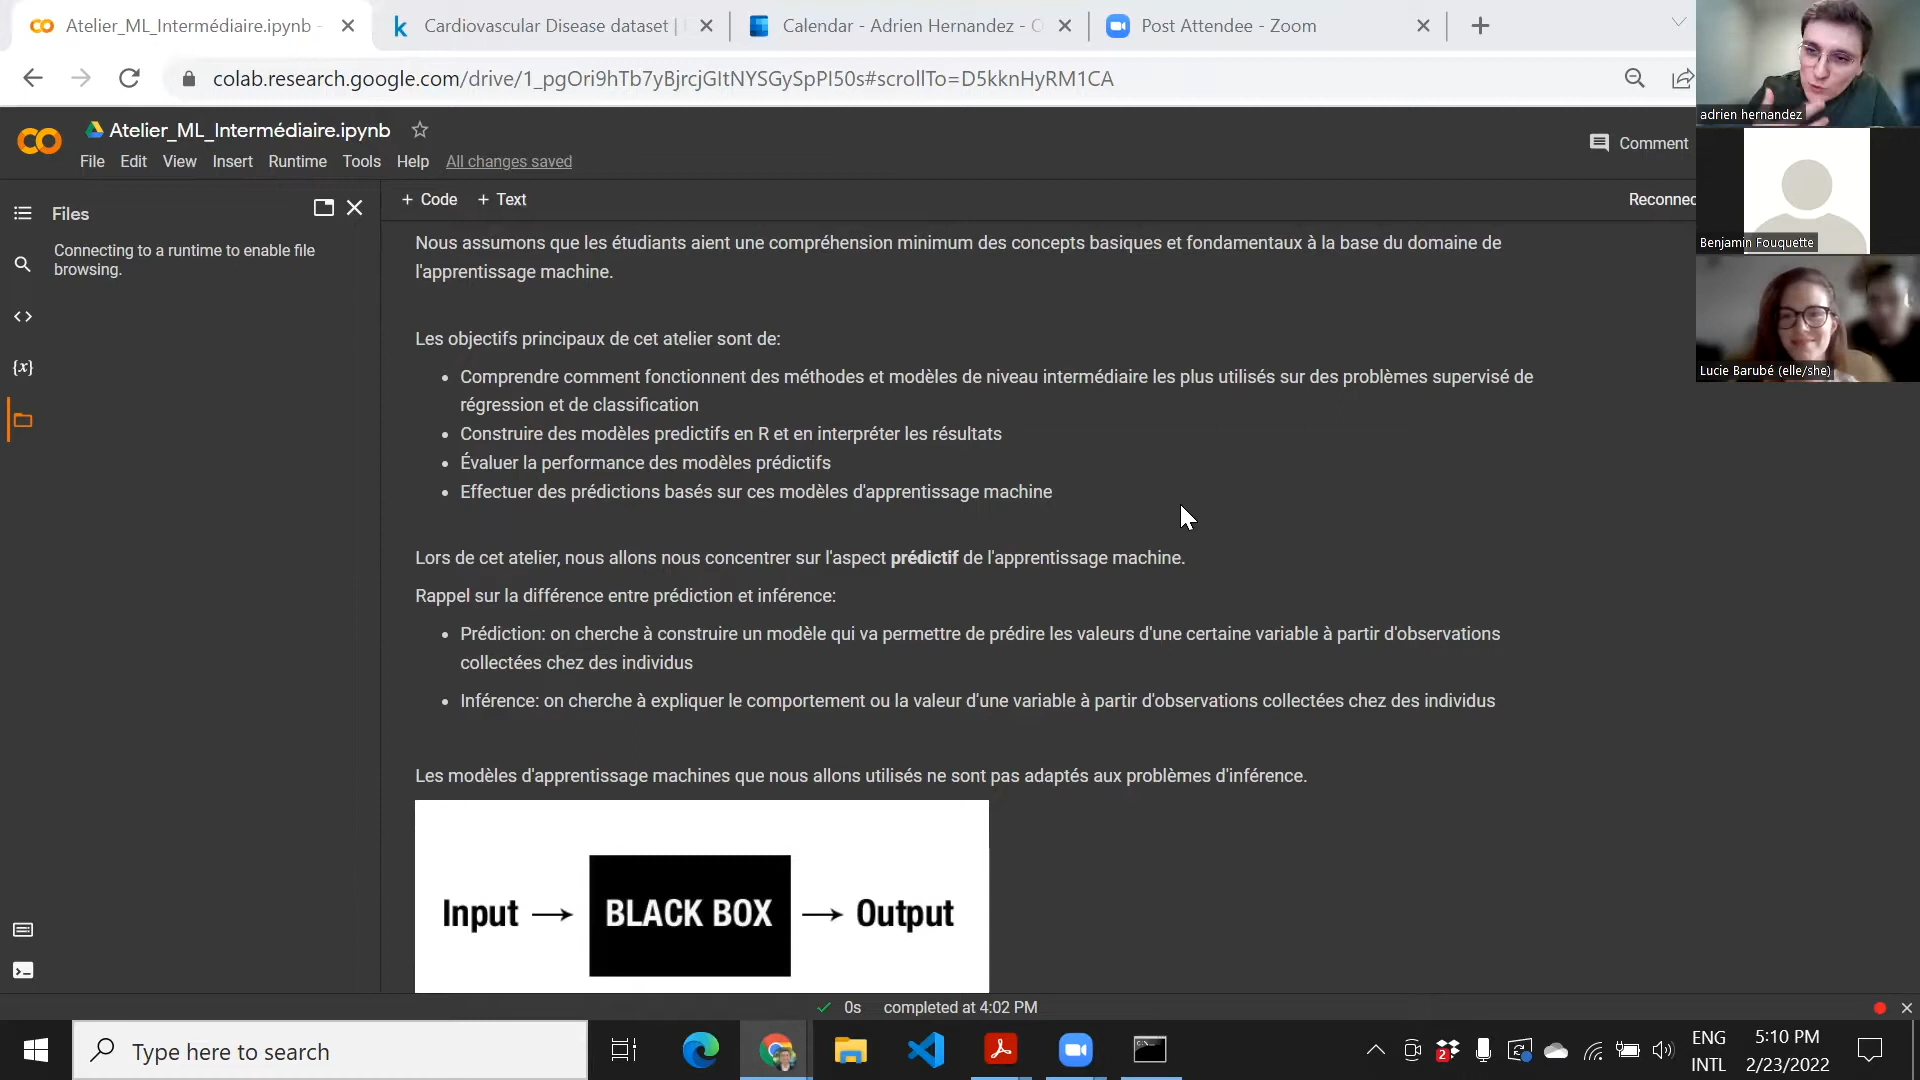 Atelier_ML_Intermédiaire.ipynb -
Cardiovascular Disease dataset |
Calendar - Adrien Hernandez - O
Post Attendee - Zoom
colab.research.google.com/drive/1_pgOri9hTb7yBjrcjGItNYSGySpPI50s#scrollTo=D5kknHyRM1CA
adrien hernandez
Atelier_ML_Intermédiaire.ipynb
File Edit View Insert Runtime Tools Help All changes saved
Comment
Files
+ Code + Text
Reconnec
Connecting to a runtime to enable file
browsing.
Benjamin Fouquette
Lucie Barubé (elle/she)
Nous assumons que les étudiants aient une compréhension minimum des concepts basiques et fondamentaux à la base du domaine de
l'apprentissage machine.
Les objectifs principaux de cet atelier sont de:
• Comprendre comment fonctionnent des méthodes et modèles de niveau intermédiaire les plus utilisés sur des problèmes supervisé de
régression et de classification
• Construire des modèles predictifs en R et en interpréter les résultats
• Évaluer la performance des modèles prédictifs
• Effectuer des prédictions basés sur ces modèles d'apprentissage machine
Lors de cet atelier, nous allons nous concentrer sur l'aspect prédictif de l'apprentissage machine.
Rappel sur la différence entre prédiction et inférence:
• Prédiction: on cherche à construire un modèle qui va permettre de prédire les valeurs d'une certaine variable à partir d'observations
collectées chez des individus
• Inférence: on cherche à expliquer le comportement ou la valeur d'une variable à partir d'observations collectées chez des individus
Les modèles d'apprentissage machines que nous allons utilisés ne sont pas adaptés aux problèmes d'inférence.
Input → BLACK BOX → Output
0s completed at 4:02 PM
Type here to search
2
ENG
INTL
5:10 PM
2/23/2022